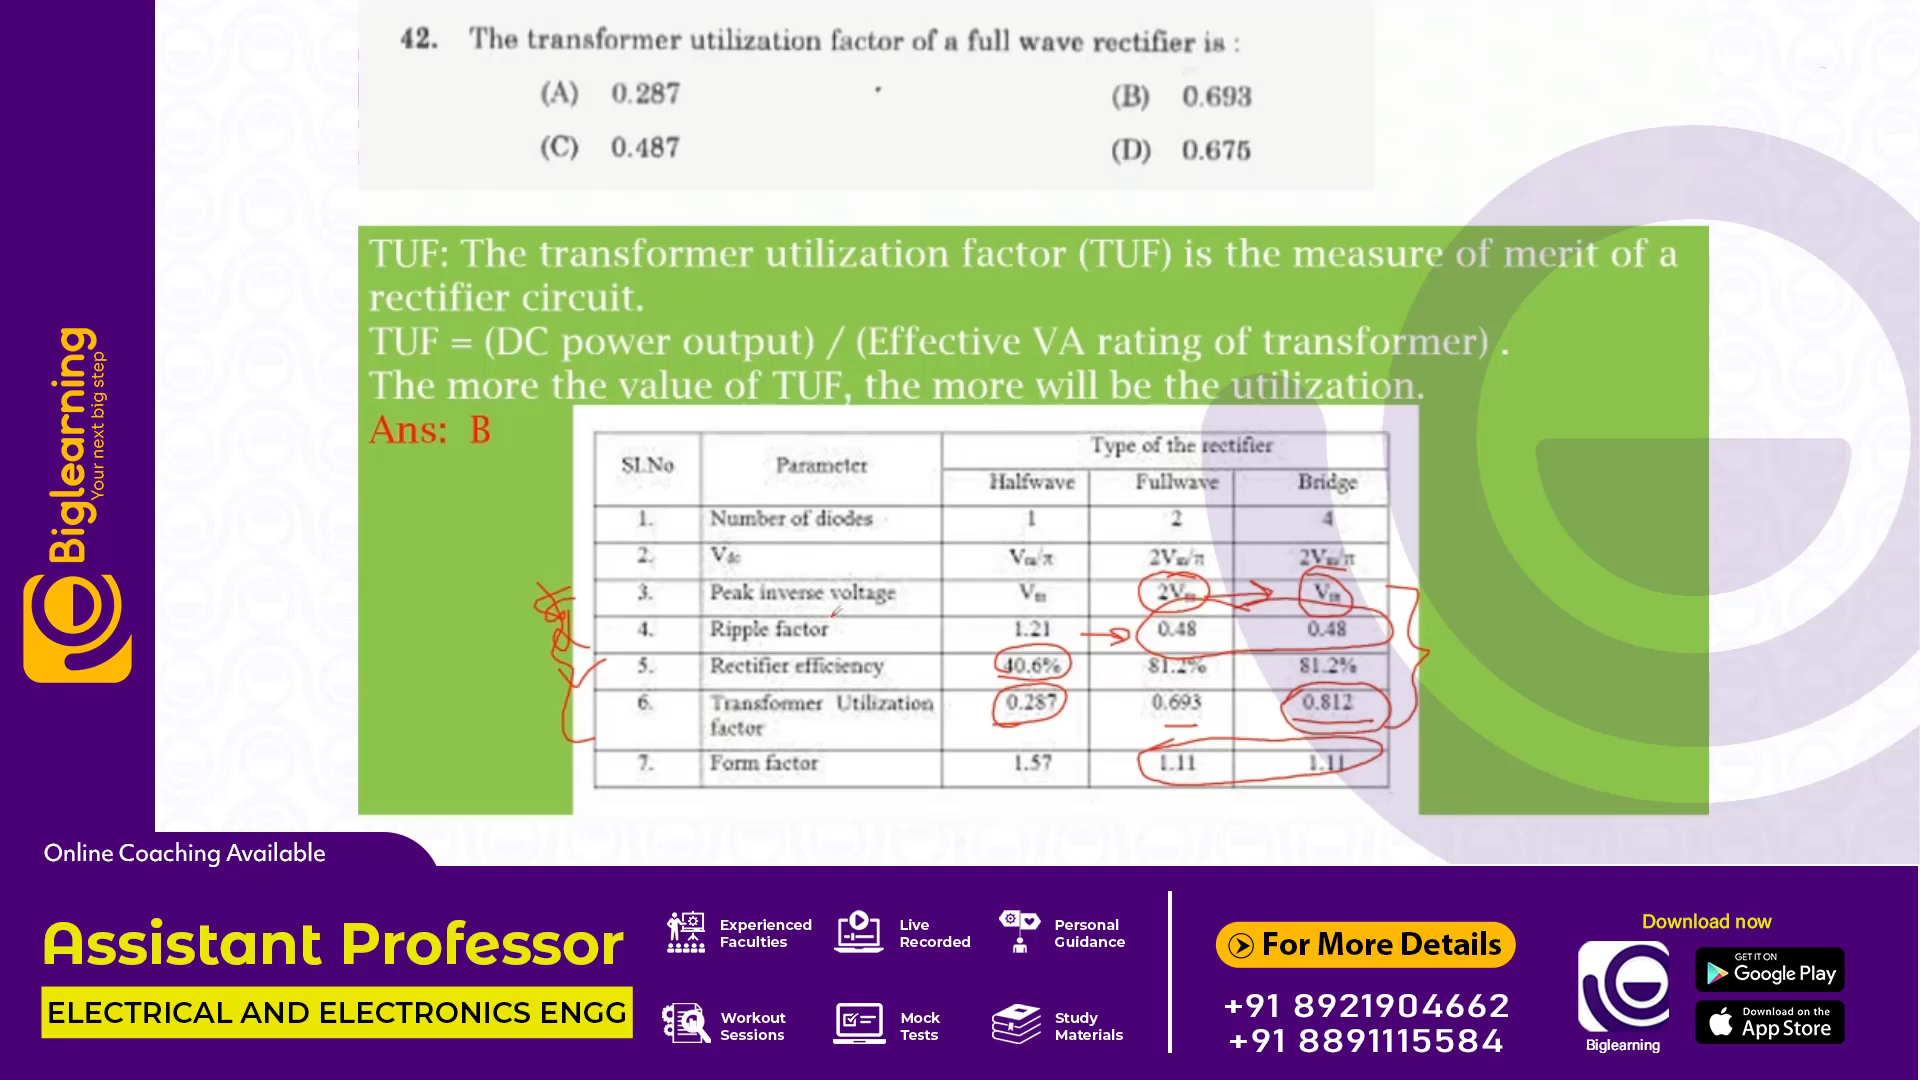 42. The transformer utilization factor of a full wave rectifier is :
(A) 0.287 (B) 0.693
(C) 0.487 (D) 0.675
TUF: The transformer utilization factor (TUF) is the measure of merit of a
rectifier circuit.
TUF = (DC power output) / (Effective VA rating of transformer) .
The more the value of TUF, the more will be the utilization.
Ans: B
Sl.No Parameter Type of the rectifier
Halfwave Fullwave Bridge
1. Number of diodes 1 2 4
2. Vdc Vm/π 2Vm/π 2Vm/π
3. Peak inverse voltage Vm 2Vm Vm
4. Ripple factor 1.21 0.48 0.48
5. Rectifier efficiency 40.6% 81.2% 81.2%
6. Transformer Utilization 0.287 0.693 0.812
factor
7. Form factor 1.57 1.11 1.11
Biglearning
Your next big step
Online Coaching Available
Assistant Professor
ELECTRICAL AND ELECTRONICS ENGG
Experienced
Faculties
Live
Recorded
Personal
Guidance
Workout
Sessions
Mock
Tests
Study
Materials
For More Details
+91 8921904662
+91 8891115584
Download now
Biglearning
GET IT ON
Google Play
Download on the
App Store